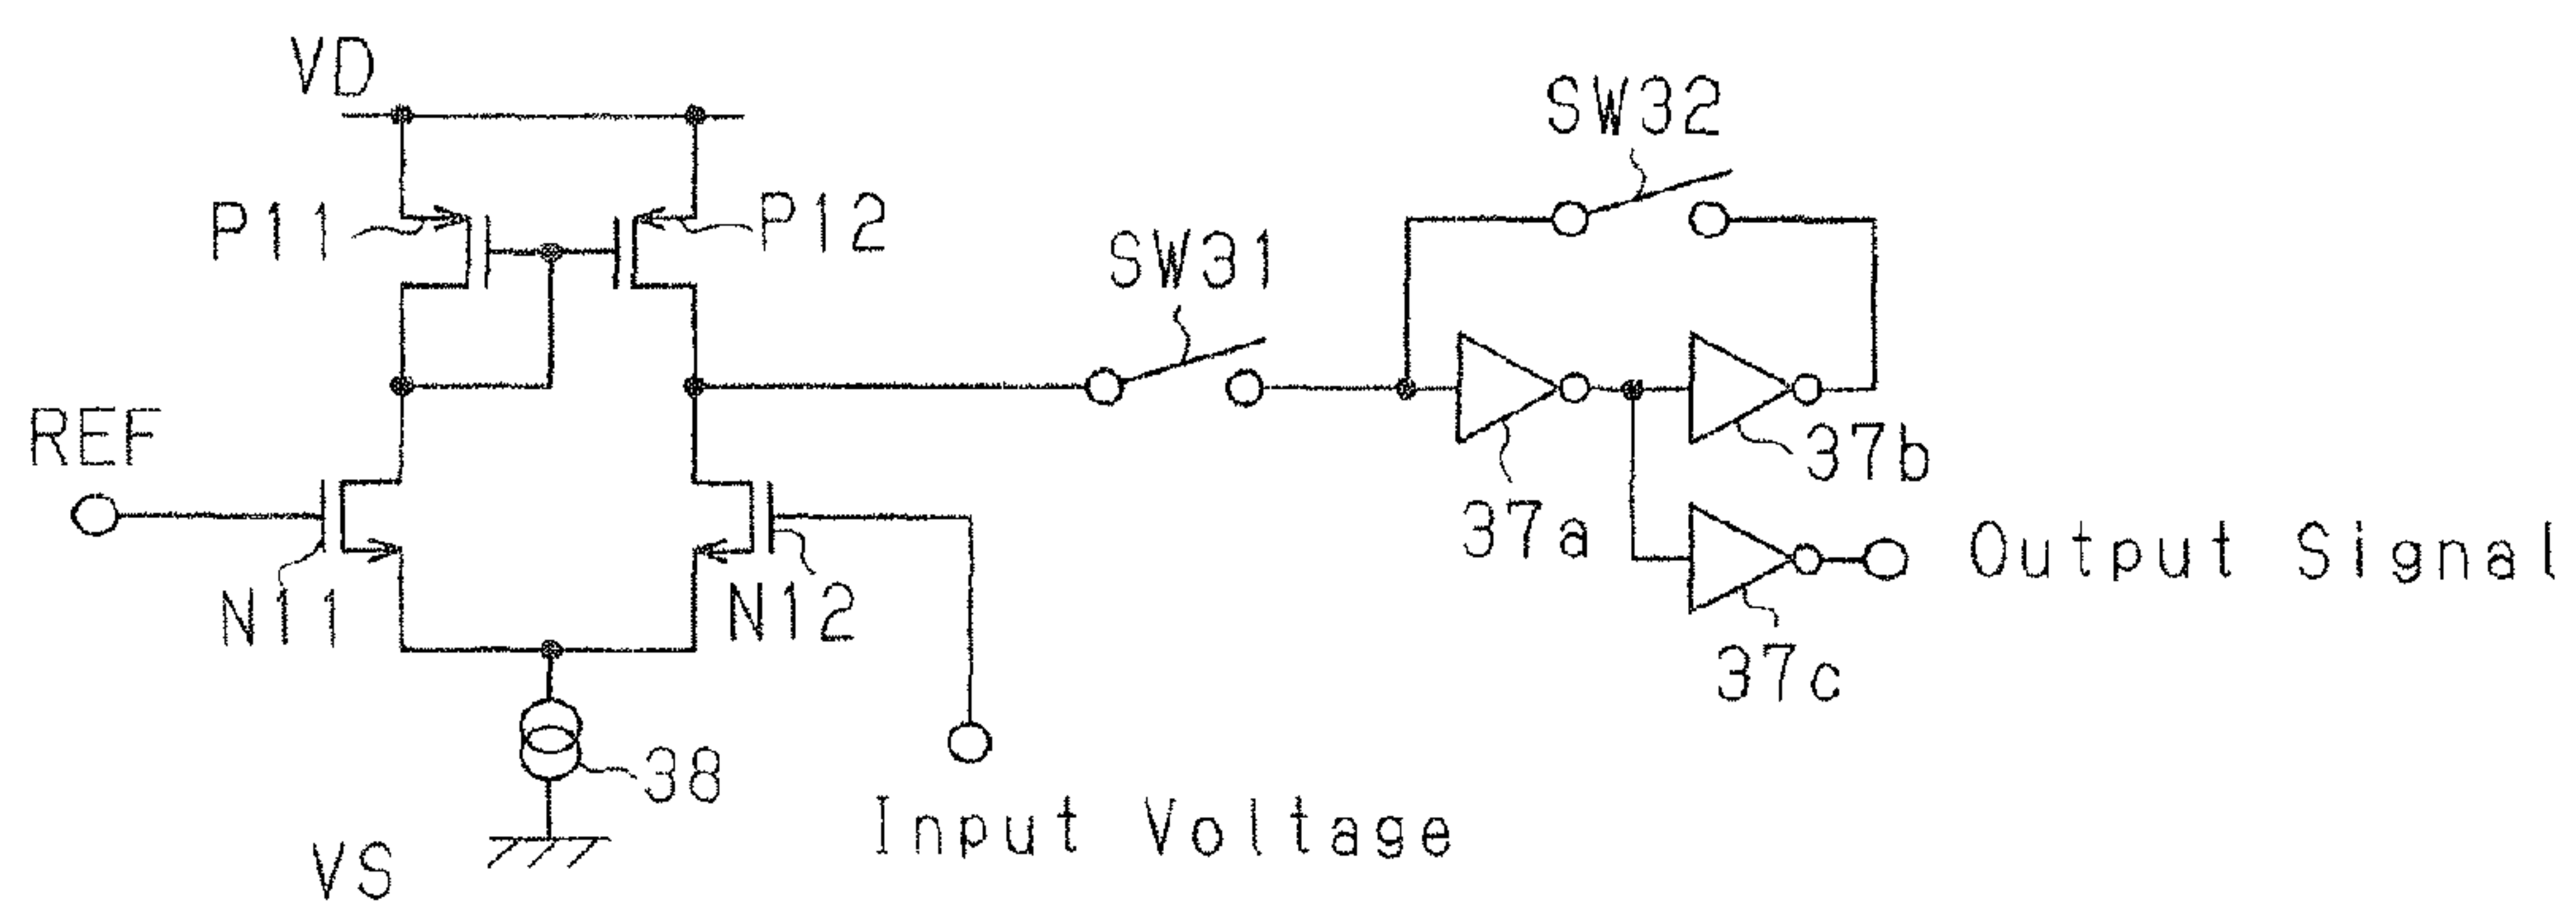 VD
SW32
P11
P12
SW31
REF
37b
37a
Output Signal
N11
N12
37c
38
Input Voltage
VS